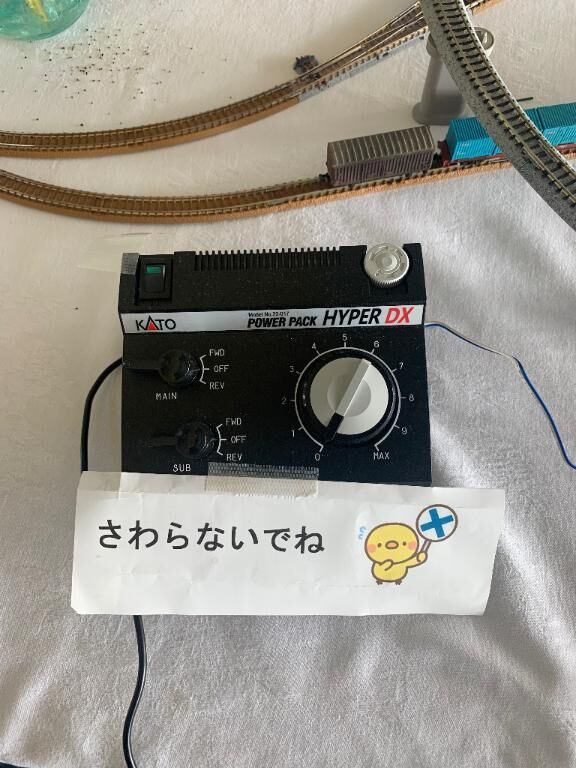 KATO
Model No.22-017
POWER PACK HYPER DX
FWD
OFF
REV
MAIN
FWD
OFF
REV
SUB
0
1
2
3
4
5
6
7
8
9
MAX
さわらないでね